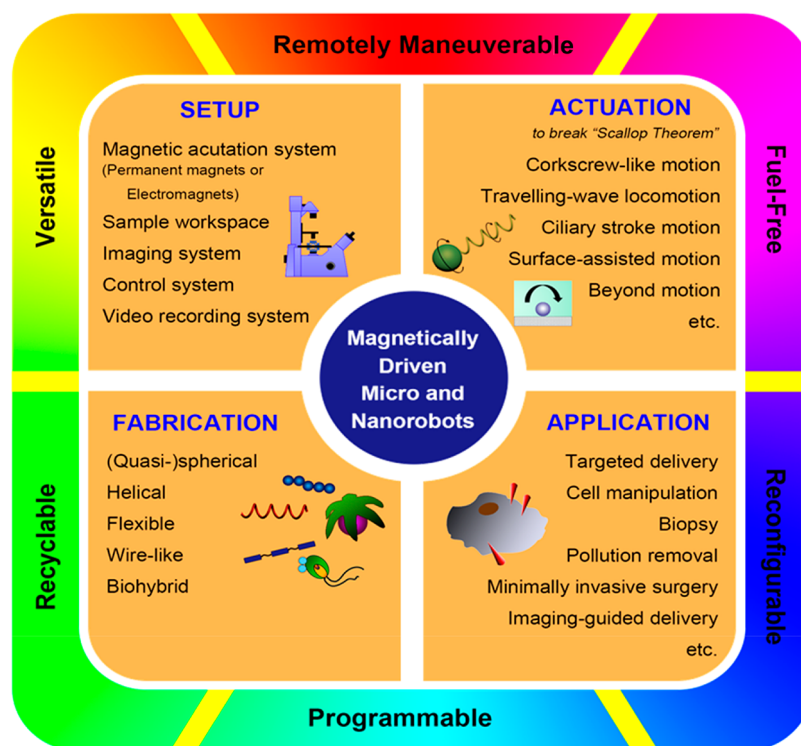 Remotely Maneuverable
Versatile
Fuel-Free
SETUP
Magnetic acutation system
(Permanent magnets or
Electromagnets)
Sample workspace
Imaging system
Control system
Video recording system
ACTUATION
to break “Scallop Theorem”
Corkscrew-like motion
Travelling-wave locomotion
Ciliary stroke motion
Surface-assisted motion
Beyond motion
etc.
Magnetically
Driven
Micro and
Nanorobots
FABRICATION
(Quasi-)spherical
Helical
Flexible
Wire-like
Biohybrid
APPLICATION
Targeted delivery
Cell manipulation
Biopsy
Pollution removal
Minimally invasive surgery
Imaging-guided delivery
etc.
Recyclable
Reconfigurable
Programmable